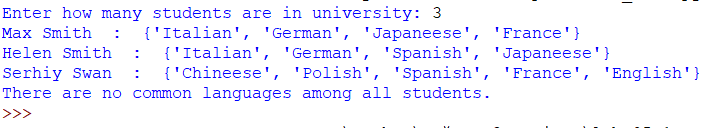 Enter how many students are in university: 3
Max Smith  :  {'Italian', 'German', 'Japaneese', 'France'}
Helen Smith  :  {'Italian', 'German', 'Spanish', 'Japaneese'}
Serhiy Swan  :  {'Chineese', 'Polish', 'Spanish', 'France', 'English'}
There are no common languages among all students.
>>>